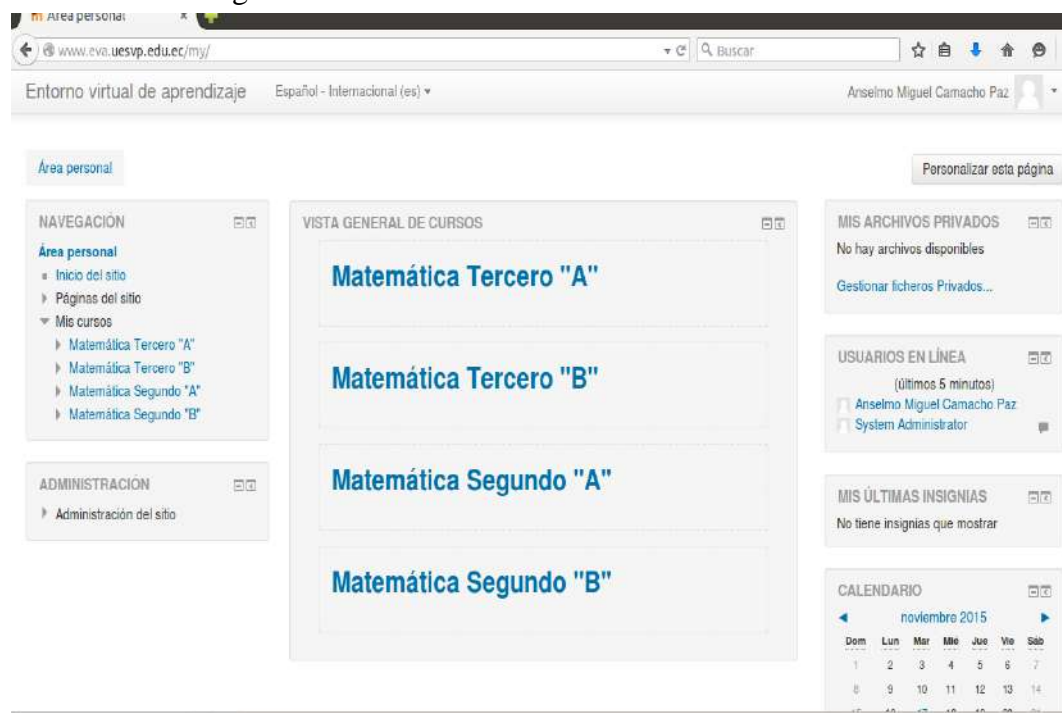 Área personal
www.eva.uesvp.edu.ec/my/
Buscar
Entorno virtual de aprendizaje
Español - Internacional (es)
Anselmo Miguel Camacho Paz
Área personal
Personalizar esta página
NAVEGACIÓN
Área personal
Inicio del sitio
Páginas del sitio
Mis cursos
Matemática Tercero "A"
Matemática Tercero "B"
Matemática Segundo "A"
Matemática Segundo "B"
ADMINISTRACIÓN
Administración del sitio
VISTA GENERAL DE CURSOS
Matemática Tercero "A"
Matemática Tercero "B"
Matemática Segundo "A"
Matemática Segundo "B"
MIS ARCHIVOS PRIVADOS
No hay archivos disponibles
Gestionar ficheros Privados...
USUARIOS EN LÍNEA
(últimos 5 minutos)
Anselmo Miguel Camacho Paz
System Administrator
MIS ÚLTIMAS INSIGNIAS
No tiene insignias que mostrar
CALENDARIO
noviembre 2015
Dom Lun Mar Mié Jue Vie Sáb
1 2 3 4 5 6 7
8 9 10 11 12 13 14